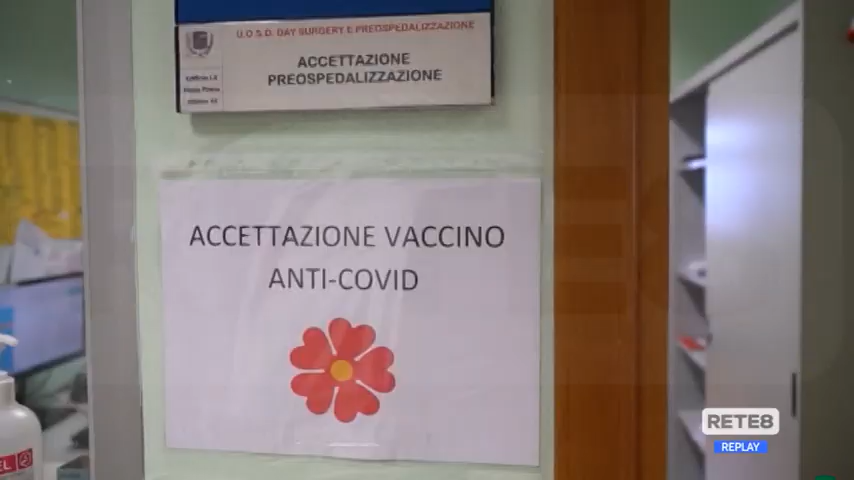 U.O.S.D. DAY SURGERY E PREOSPEDALIZZAZIONE
ACCETTAZIONE
PREOSPEDALIZZAZIONE
ACCETTAZIONE VACCINO
ANTI-COVID
RETE8
REPLAY